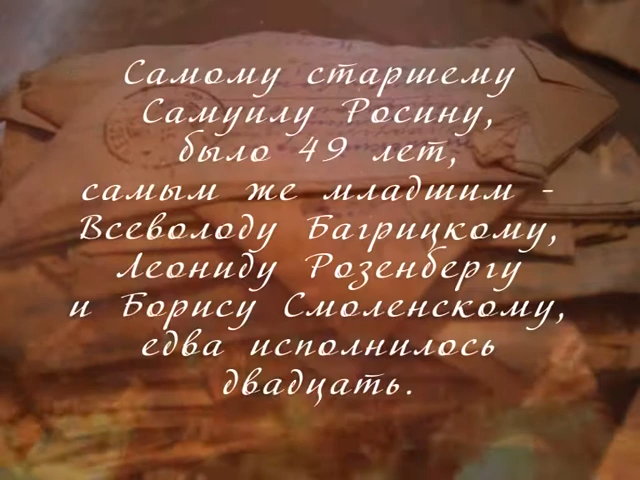 Самому старшему
Самуилу Росину,
было 49 лет,
самым же младшим -
Всеволоду Багрицкому,
Леониду Розенбергу
и Борису Смоленскому,
едва исполнилось
двадцать.